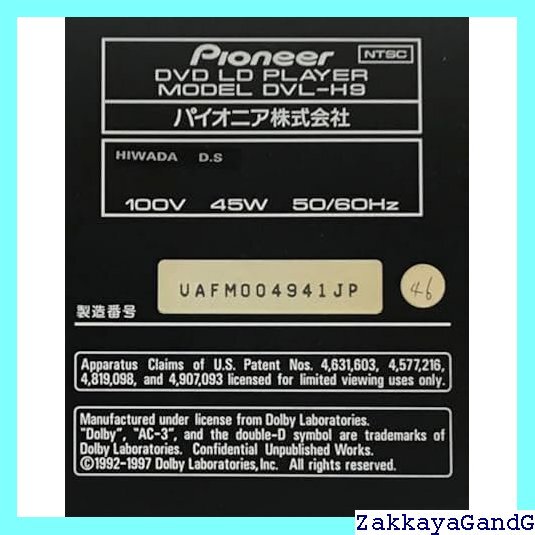 Pioneer NTSC
DVD LD PLAYER
MODEL DVL-H9
パイオニア株式会社
HIWADA D.S
100V 45W 50/60Hz
UAFM004941JP 46
製造番号
Apparatus Claims of U.S. Patent Nos. 4,631,603, 4,577,216,
4,819,098, and 4,907,093 licensed for limited viewing uses only.
Manufactured under license from Dolby Laboratories.
"Dolby", "AC-3", and the double-D symbol are trademarks of
Dolby Laboratories. Confidential Unpublished Works.
©1992-1997 Dolby Laboratories, Inc. All rights reserved.
ZakkayaGandG